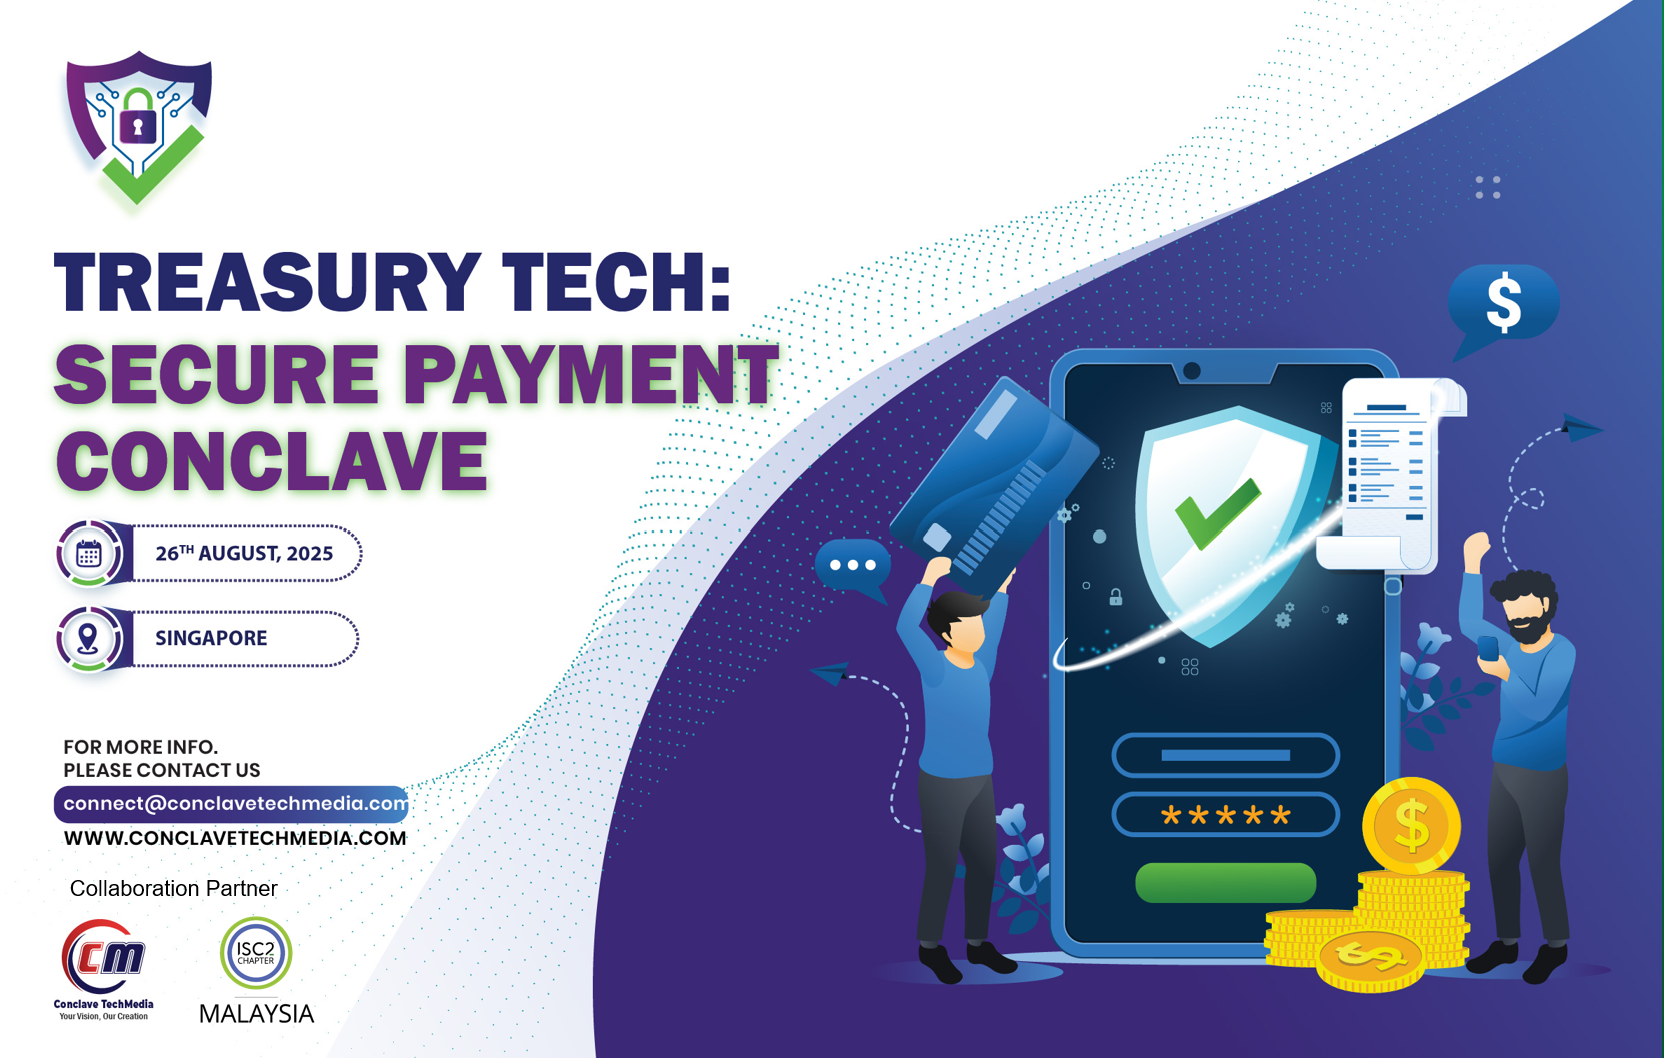 TREASURY TECH:
SECURE PAYMENT
CONCLAVE
26TH AUGUST, 2025
SINGAPORE
FOR MORE INFO.
PLEASE CONTACT US
connect@conclavetechmedia.com
WWW.CONCLAVETECHMEDIA.COM
Collaboration Partner
cm
Conclave TechMedia
Your Vision, Our Creation
ISC2
CHAPTER
MALAYSIA
$
*****
$
$